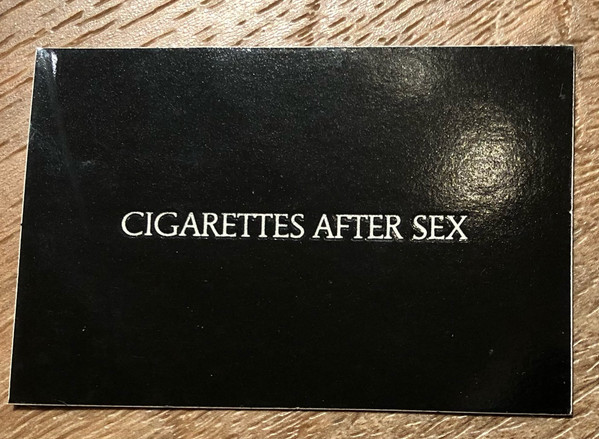 CIGARETTES AFTER SEX